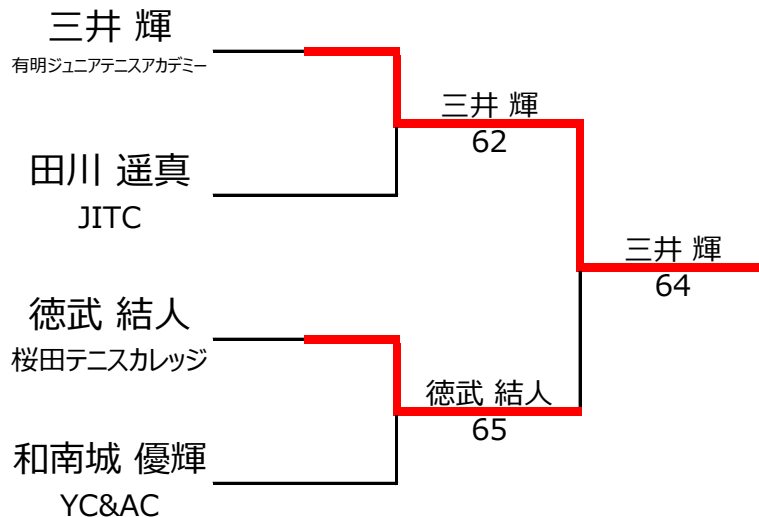 三井 輝
有明ジュニアテニスアカデミー
三井 輝
62
田川 遥真
JITC
三井 輝
64
徳武 結人
桜田テニスカレッジ
徳武 結人
65
和南城 優輝
YC&AC